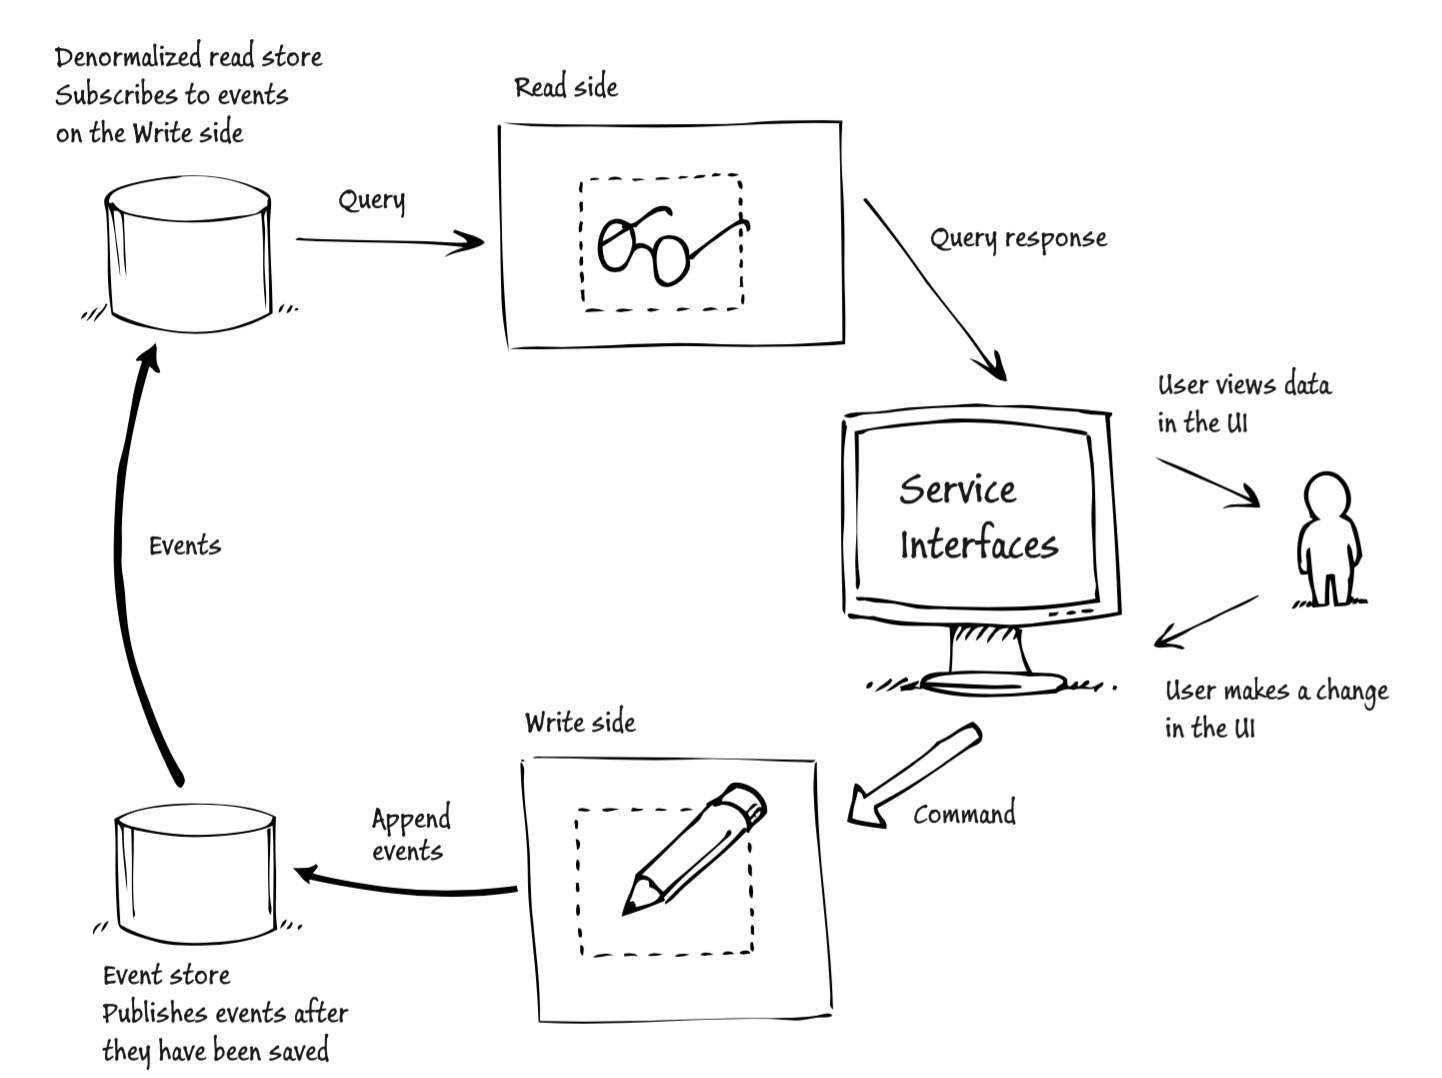 Denormalized read store
Subscribes to events
on the Write side
Read side
Query
Query response
User views data
in the UI
Service
Interfaces
Events
User makes a change
in the UI
Write side
Command
Append
events
Event store
Publishes events after
they have been saved